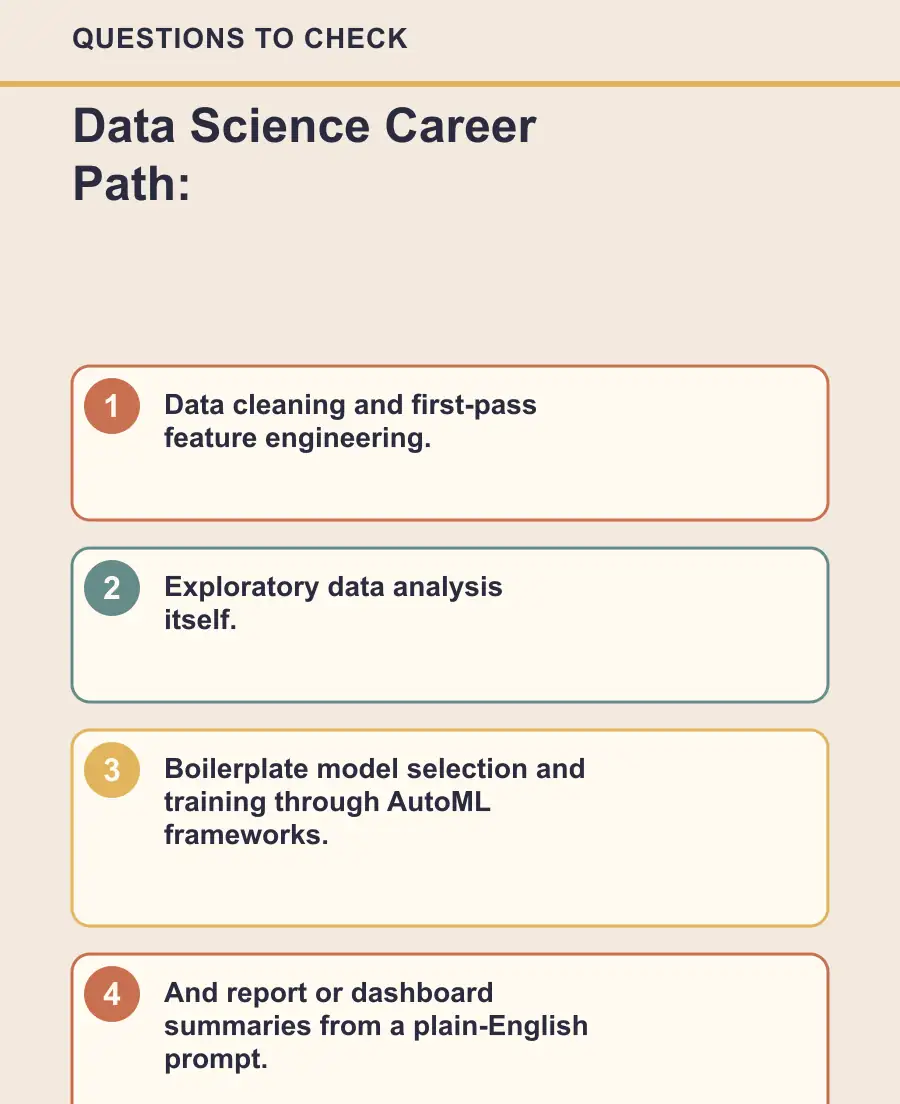 QUESTIONS TO CHECK
Data Science Career
Path:
1
Data cleaning and first-pass
feature engineering.
2
Exploratory data analysis
itself.
3
Boilerplate model selection and
training through AutoML
frameworks.
4
And report or dashboard
summaries from a plain-English
prompt.